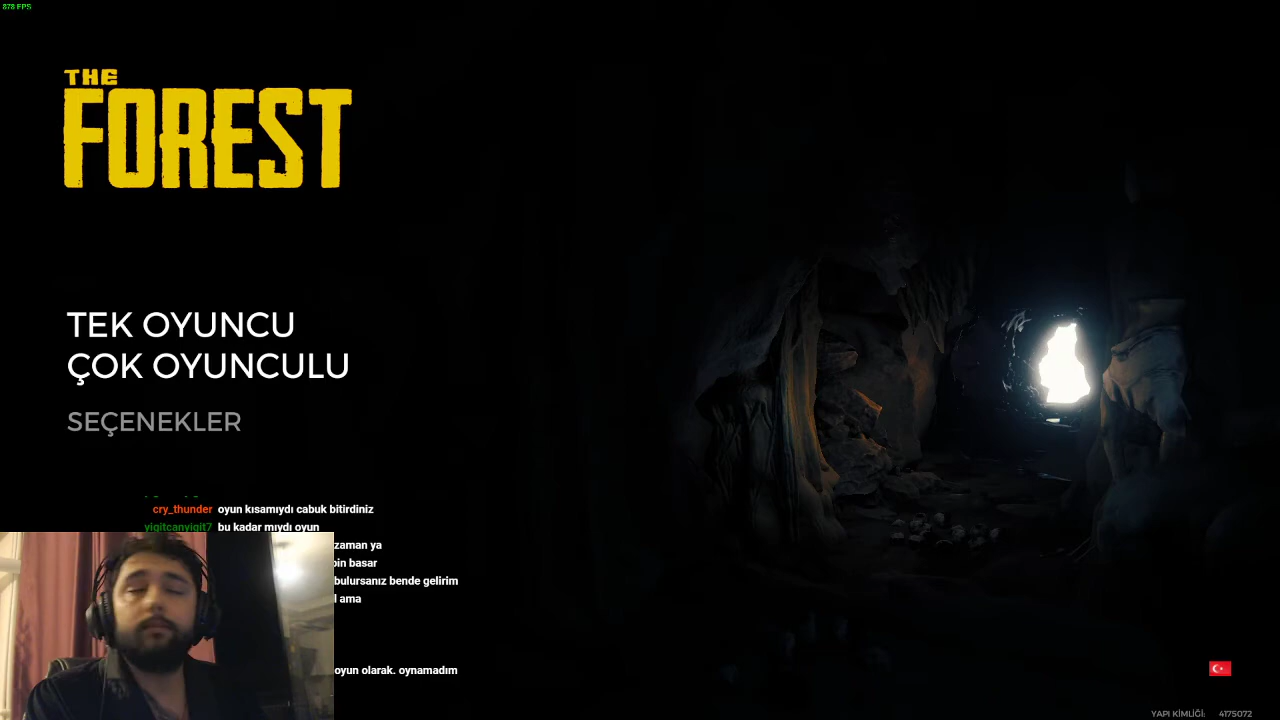 878 FPS
THE
FOREST
TEK OYUNCU
ÇOK OYUNCULU
SEÇENEKLER
cry_thunder oyun kısamıydı cabuk bitirdiniz
yigitcanyigit7 bu kadar mıydı oyun
zaman ya
basar
bulursanız bende gelirim
ama
oyun olarak. oynamadım
YAPI KİMLİĞİ: 4175072